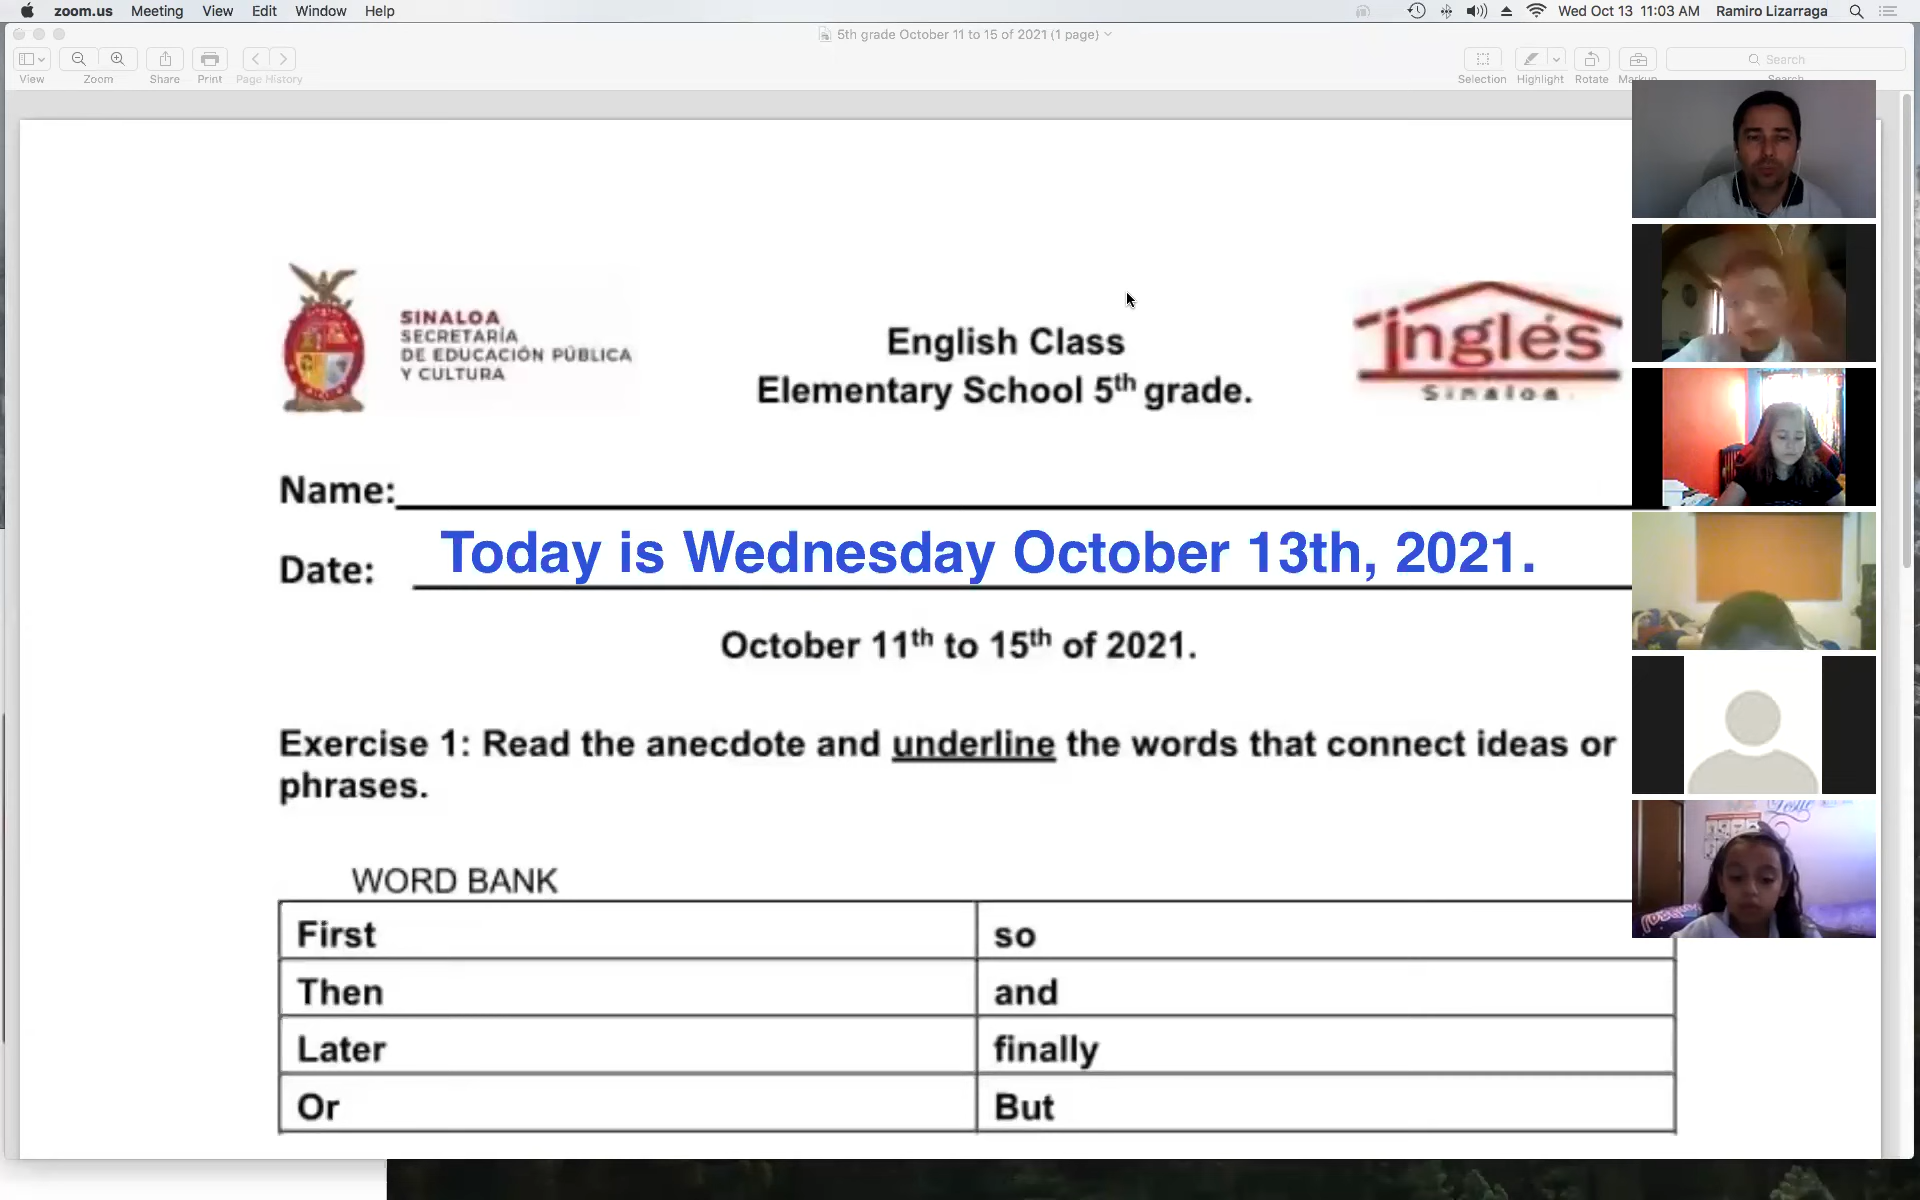 zoom.us Meeting View Edit Window Help Wed Oct 13 11:03 AM Ramiro Lizarraga
5th grade October 11 to 15 of 2021 (1 page)
View Zoom Share Print Page History Selection Highlight Rotate Markup Search
Search
SINALOA
SECRETARÍA
DE EDUCACIÓN PÚBLICA
Y CULTURA
English Class
Elementary School 5th grade.
inglés
Sinaloa
Name:
Date: Today is Wednesday October 13th, 2021.
October 11th to 15th of 2021.
Exercise 1: Read the anecdote and underline the words that connect ideas or
phrases.
WORD BANK
First so
Then and
Later finally
Or But
Leslie